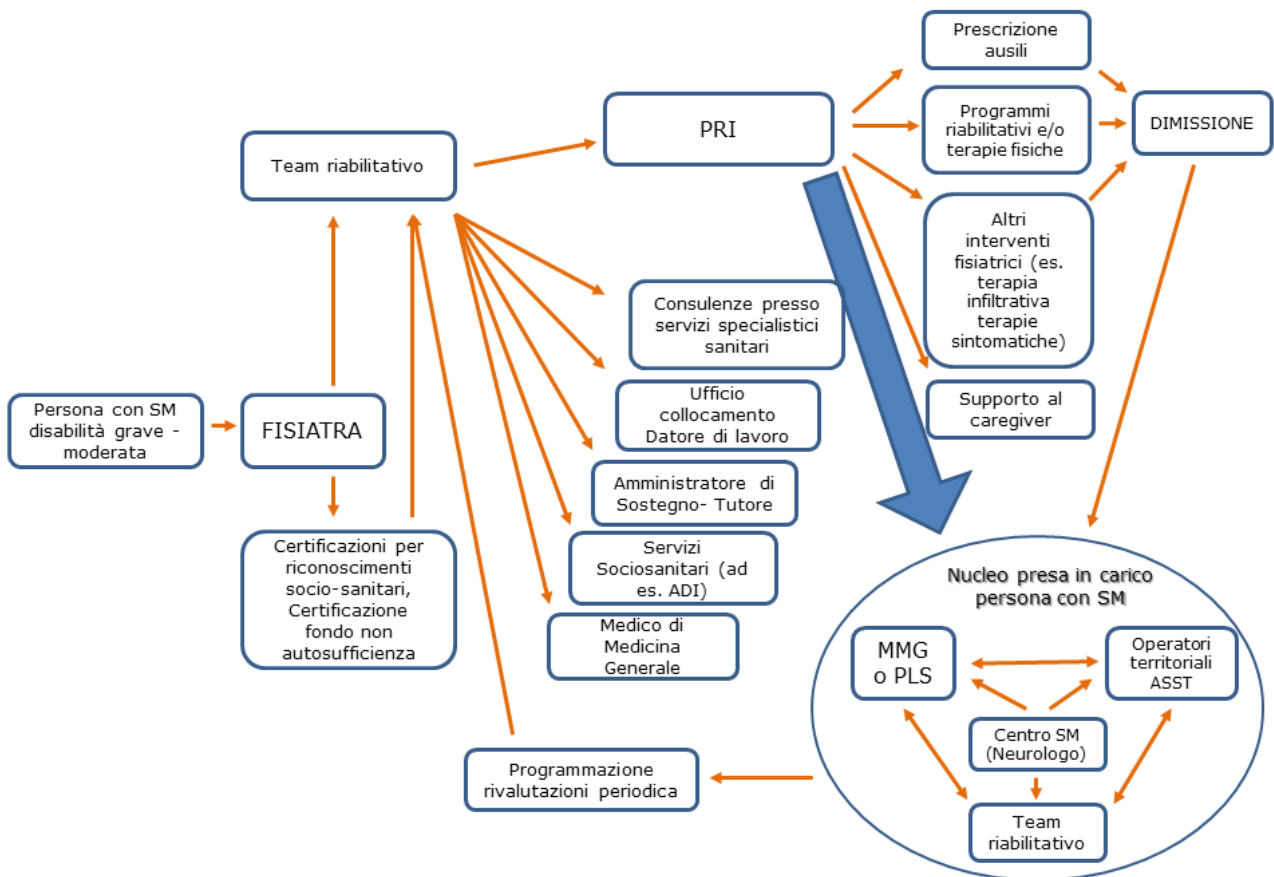 Prescrizione
ausili
PRI
Programmi
riabilitativi e/o
terapie fisiche
DIMISSIONE
Team riabilitativo
Altri
interventi
fisiatrici (es.
terapia
infiltrativa
terapie
sintomatiche)
Consulenze presso
servizi specialistici
sanitari
Ufficio
collocamento
Datore di lavoro
Supporto al
caregiver
Persona con SM
disabilità grave -
moderata
FISIATRA
Amministratore di
Sostegno- Tutore
Certificazioni per
riconoscimenti
socio-sanitari,
Certificazione
fondo non
autosufficienza
Servizi
Sociosanitari (ad
es. ADI)
Medico di
Medicina
Generale
Nucleo presa in carico
persona con SM
MMG
o PLS
Operatori
territoriali
ASST
Centro SM
(Neurologo)
Team
riabilitativo
Programmazione
rivalutazioni periodica